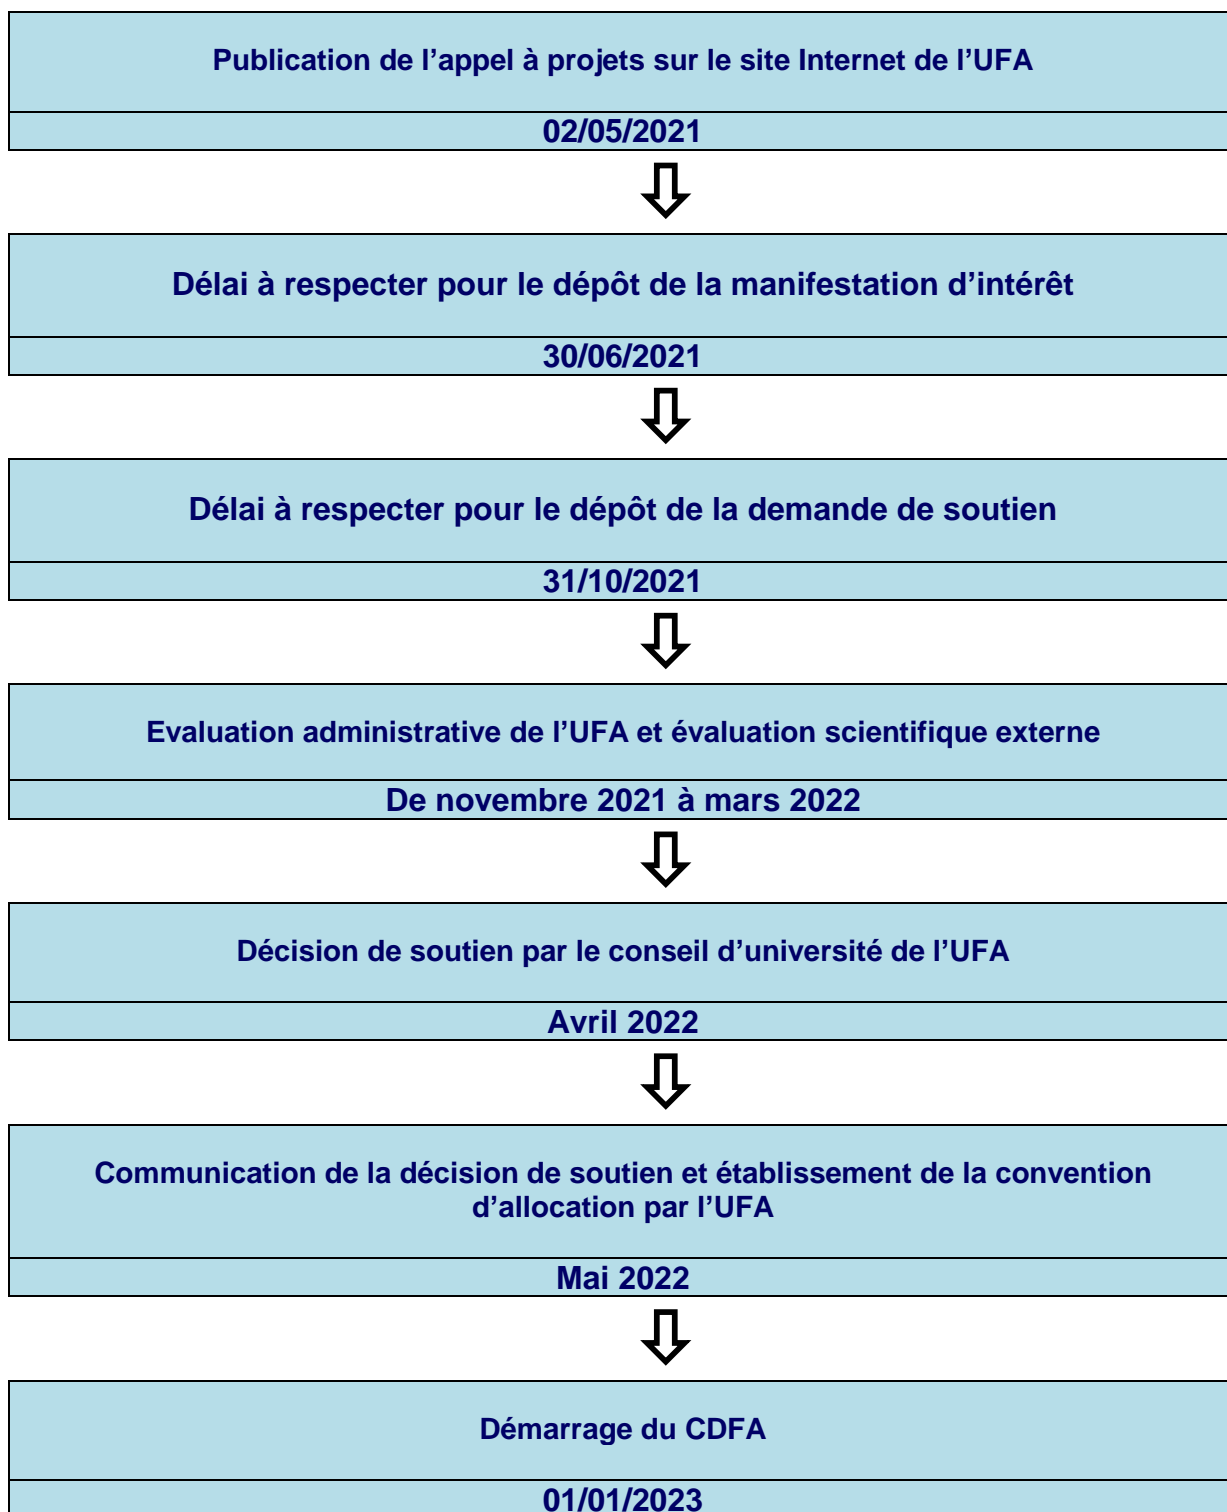 Publication de l’appel à projets sur le site Internet de l’UFA
02/05/2021
Délai à respecter pour le dépôt de la manifestation d’intérêt
30/06/2021
Délai à respecter pour le dépôt de la demande de soutien
31/10/2021
Evaluation administrative de l’UFA et évaluation scientifique externe
De novembre 2021 à mars 2022
Décision de soutien par le conseil d’université de l’UFA
Avril 2022
Communication de la décision de soutien et établissement de la convention
d’allocation par l’UFA
Mai 2022
Démarrage du CDFA
01/01/2023